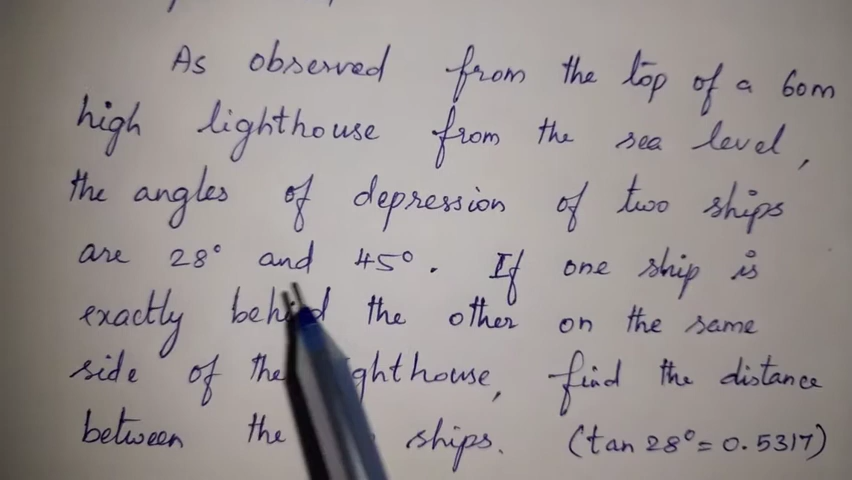 As observed from the top of a 60m
high lighthouse from the sea level,
the angles of depression of two ships
are 28° and 45°. If one ship is
exactly behind the other on the same
side of the lighthouse, find the distance
between the ships. (tan 28° = 0.5317)